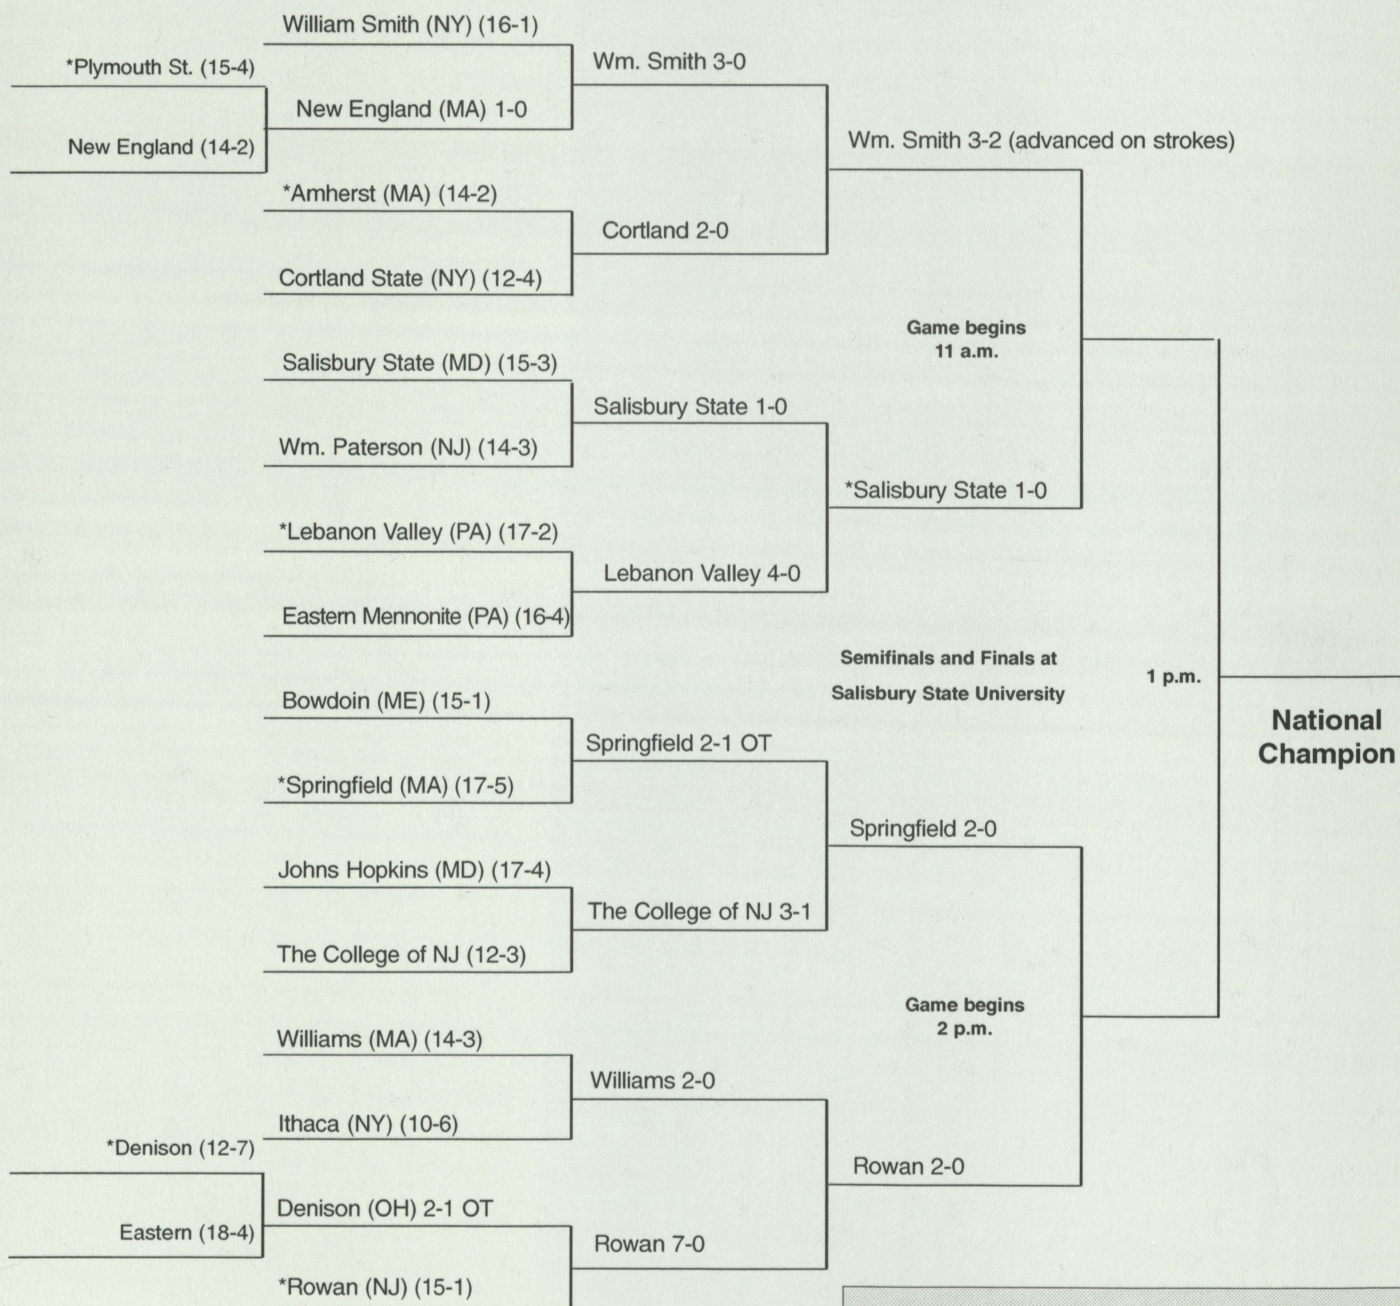 William Smith (NY) (16-1)
*Plymouth St. (15-4)
New England (MA) 1-0
New England (14-2)
Wm. Smith 3-0
*Amherst (MA) (14-2)
Cortland State (NY) (12-4)
Cortland 2-0
Wm. Smith 3-2 (advanced on strokes)
Salisbury State (MD) (15-3)
Wm. Paterson (NJ) (14-3)
Salisbury State 1-0
*Lebanon Valley (PA) (17-2)
Eastern Mennonite (PA) (16-4)
Lebanon Valley 4-0
*Salisbury State 1-0
Game begins
11 a.m.
Semifinals and Finals at
Salisbury State University
1 p.m.
National
Champion
Bowdoin (ME) (15-1)
*Springfield (MA) (17-5)
Springfield 2-1 OT
Johns Hopkins (MD) (17-4)
The College of NJ (12-3)
The College of NJ 3-1
Springfield 2-0
Game begins
2 p.m.
Williams (MA) (14-3)
Ithaca (NY) (10-6)
Williams 2-0
*Denison (12-7)
Eastern (18-4)
Denison (OH) 2-1 OT
*Rowan (NJ) (15-1)
Rowan 7-0
Rowan 2-0